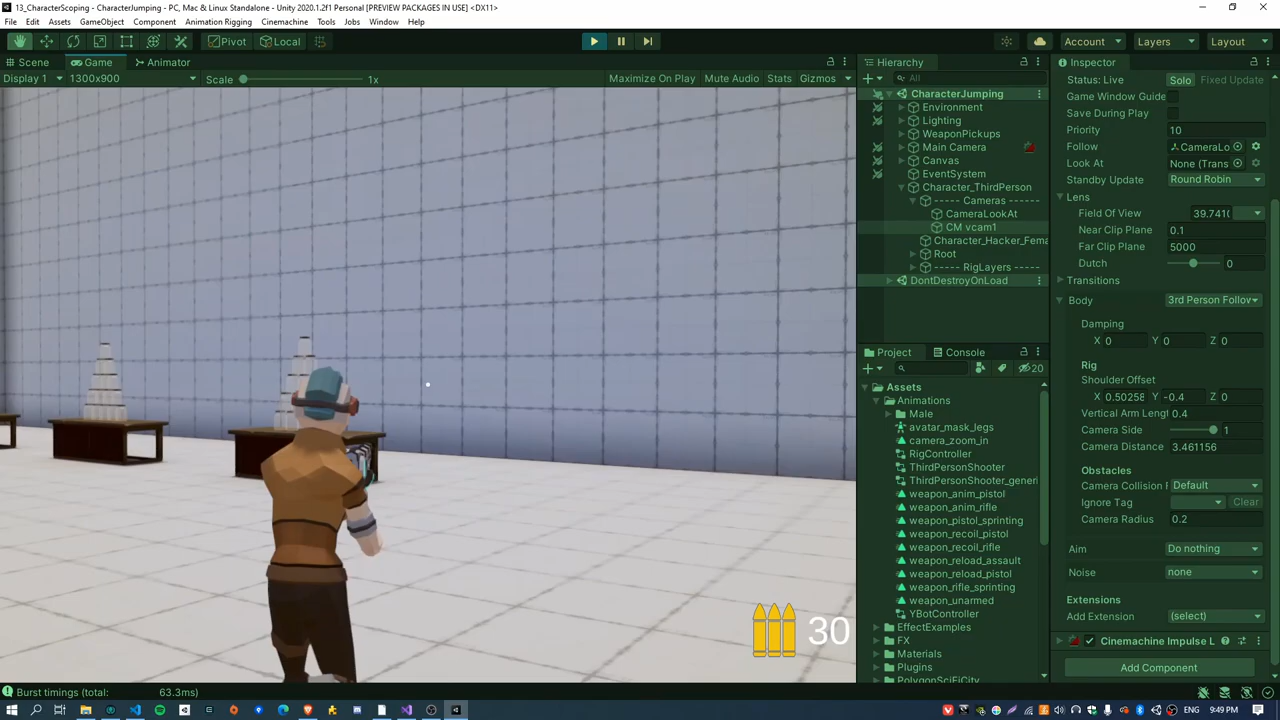 13_CharacterScoping - CharacterJumping - PC, Mac & Linux Standalone - Unity 2020.1.2f1 Personal [PREVIEW PACKAGES IN USE] <DX11>
File Edit Assets GameObject Component Animation Rigging Cinemachine Tools Jobs Window Help
Pivot Local Account Layers Layout
Scene Game Animator
Display 1 1300x900 Scale 1x Maximize On Play Mute Audio Stats Gizmos
30
Hierarchy
All
CharacterJumping
Environment
Lighting
WeaponPickups
Main Camera
Canvas
EventSystem
Character_ThirdPerson
----- Cameras ------
CameraLookAt
CM vcam1
Character_Hacker_Fema
Root
----- RigLayers -----
DontDestroyOnLoad
Project Console
20
Assets
Animations
Male
avatar_mask_legs
camera_zoom_in
RigController
ThirdPersonShooter
ThirdPersonShooter_generi
weapon_anim_pistol
weapon_anim_rifle
weapon_pistol_sprinting
weapon_recoil_pistol
weapon_recoil_rifle
weapon_reload_assault
weapon_reload_pistol
weapon_rifle_sprinting
weapon_unarmed
YBotController
EffectExamples
FX
Materials
Plugins
PolygonSciFiCity
Inspector
Status: Live Solo Fixed Update
Game Window Guide
Save During Play
Priority 10
Follow CameraLo
Look At None (Trans
Standby Update Round Robin
Lens
Field Of View 39.741(
Near Clip Plane 0.1
Far Clip Plane 5000
Dutch 0
Transitions
Body 3rd Person Follov
Damping
X 0 Y 0 Z 0
Rig
Shoulder Offset
X 0.50258 Y -0.4 Z 0
Vertical Arm Leng 0.4
Camera Side 1
Camera Distance 3.461156
Obstacles
Camera Collision F Default
Ignore Tag Clear
Camera Radius 0.2
Aim Do nothing
Noise none
Extensions
Add Extension (select)
Cinemachine Impulse L
Add Component
Burst timings (total: 63.3ms)
ENG 9:49 PM